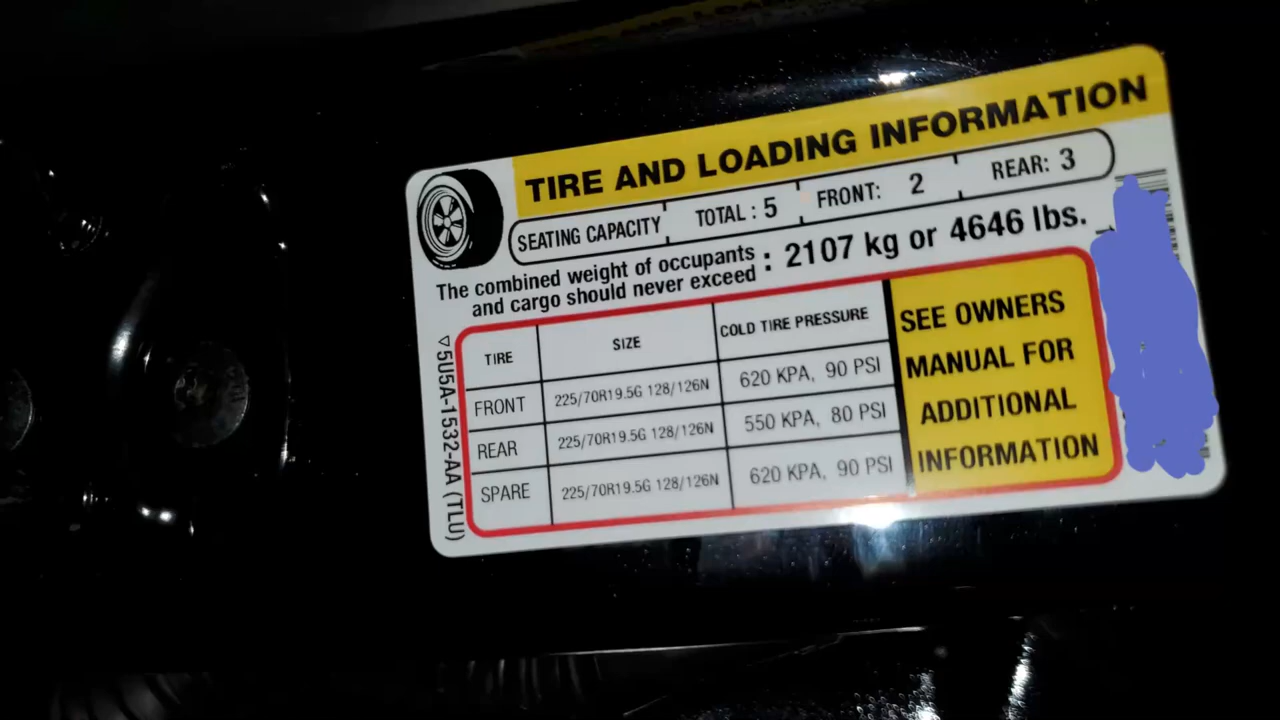 TIRE AND LOADING INFORMATION
SEATING CAPACITY TOTAL : 5 FRONT: 2 REAR: 3
The combined weight of occupants
and cargo should never exceed : 2107 kg or 4646 lbs.
TIRE SIZE COLD TIRE PRESSURE
FRONT 225/70R19.5G 128/126N 620 KPA, 90 PSI
REAR 225/70R19.5G 128/126N 550 KPA, 80 PSI
SPARE 225/70R19.5G 128/126N 620 KPA, 90 PSI
SEE OWNERS
MANUAL FOR
ADDITIONAL
INFORMATION
▽5U5A-1532-AA (TLU)